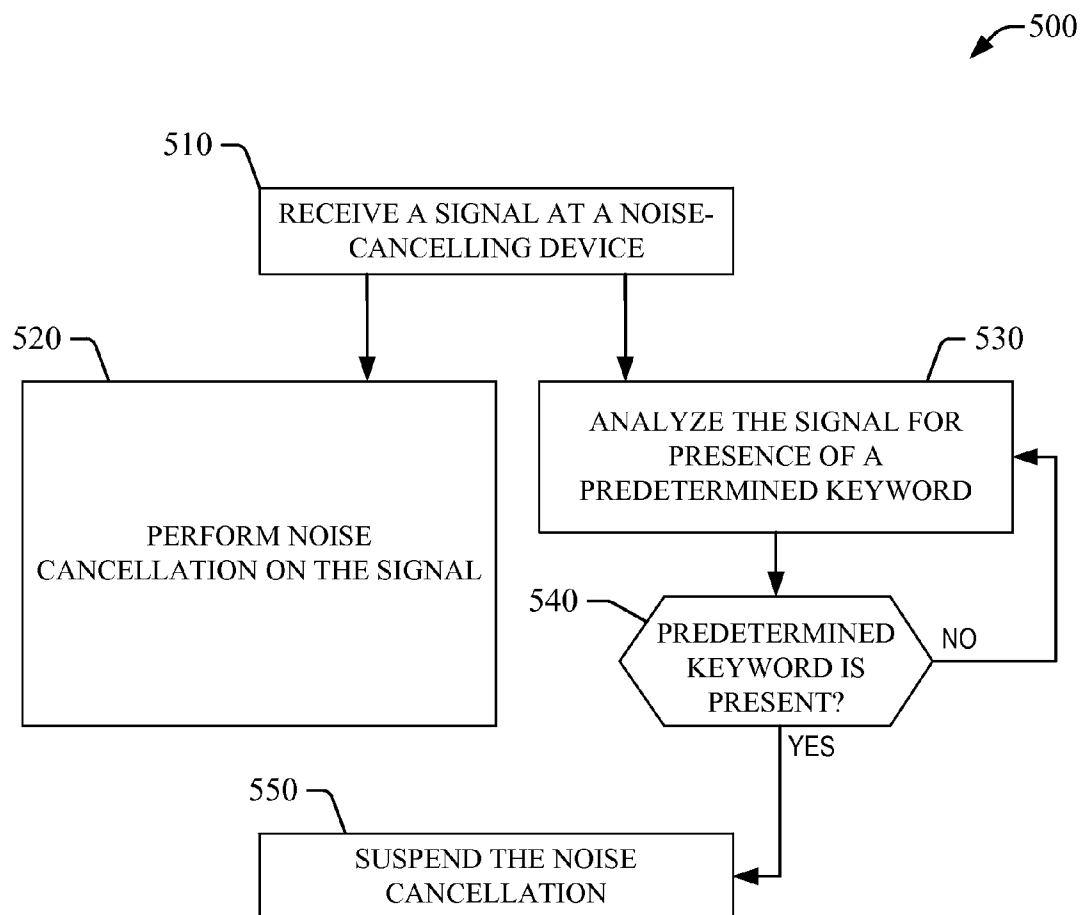 500
510
RECEIVE A SIGNAL AT A NOISE-
CANCELLING DEVICE
520
PERFORM NOISE
CANCELLATION ON THE SIGNAL
530
ANALYZE THE SIGNAL FOR
PRESENCE OF A
PREDETERMINED KEYWORD
540
PREDETERMINED
KEYWORD IS
PRESENT?
NO
YES
550
SUSPEND THE NOISE
CANCELLATION